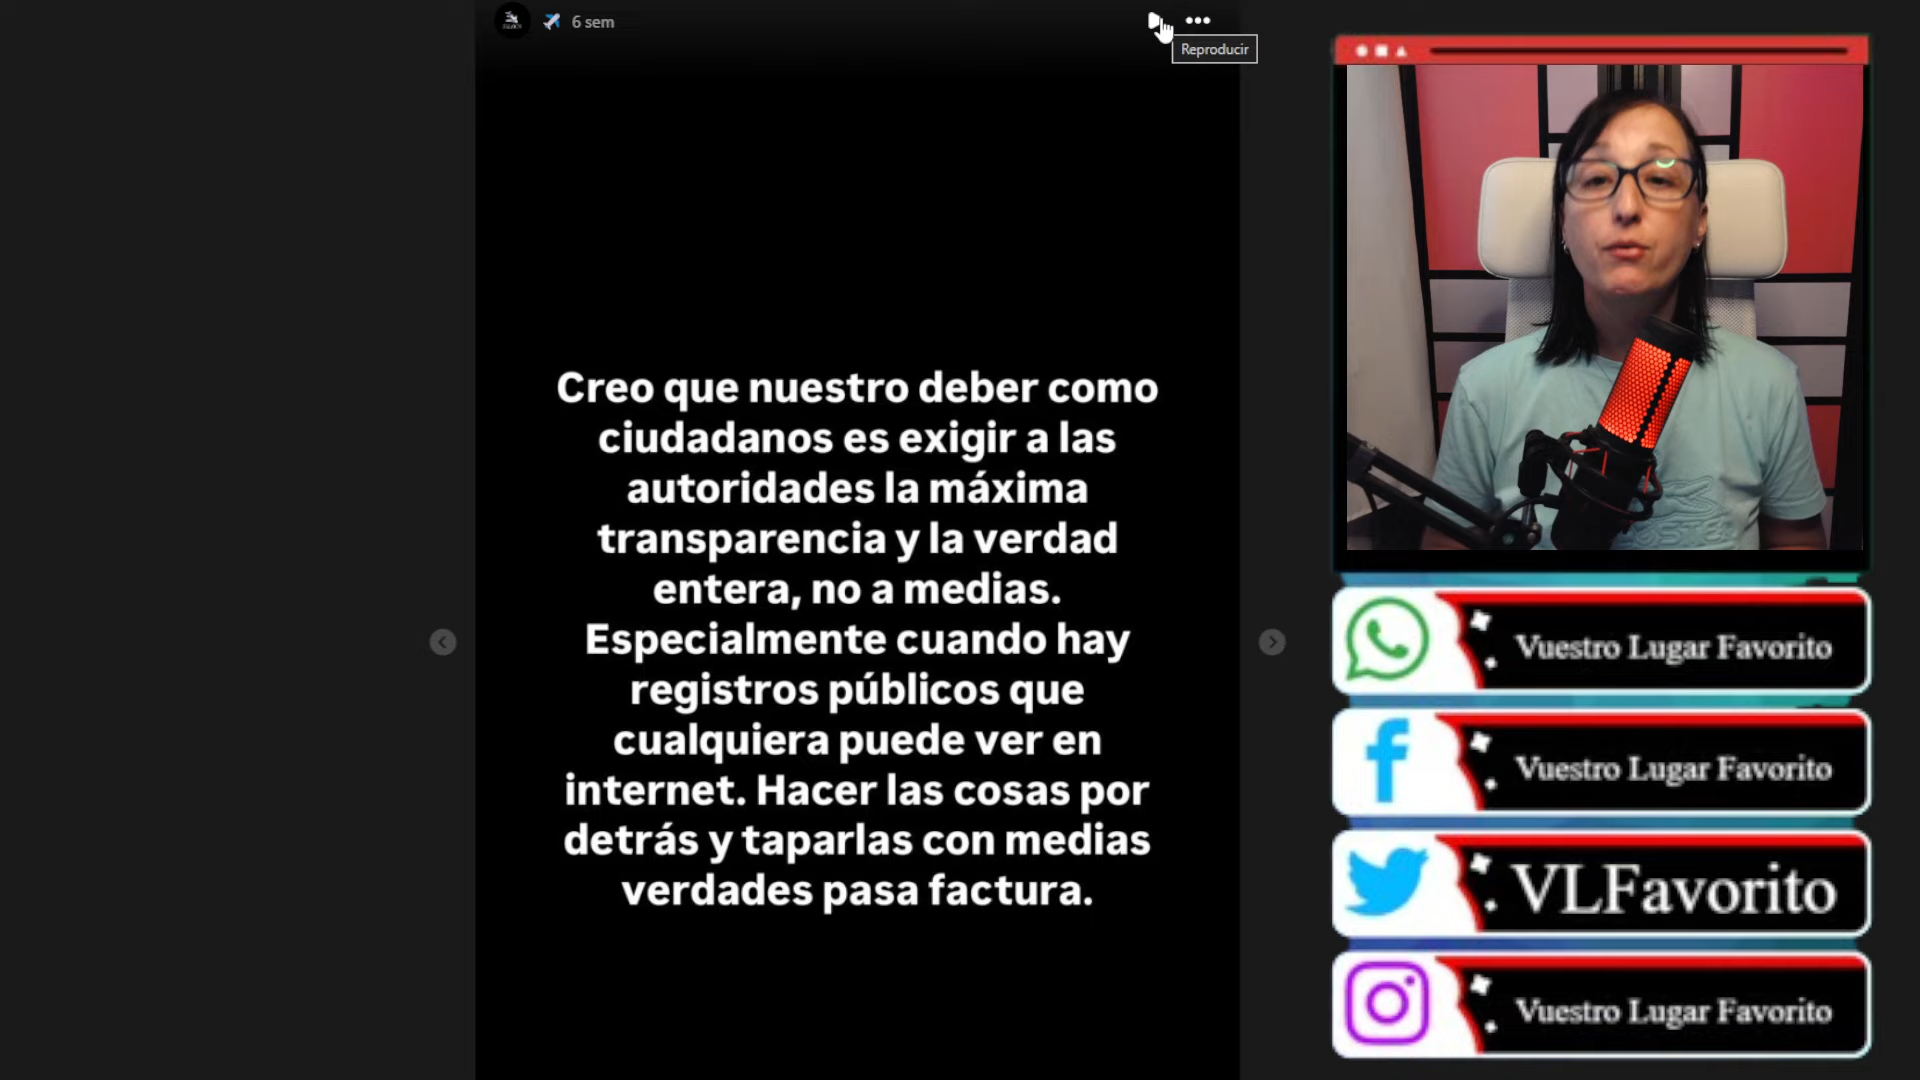 6 sem
Reproducir
Creo que nuestro deber como
ciudadanos es exigir a las
autoridades la máxima
transparencia y la verdad
entera, no a medias.
Especialmente cuando hay
registros públicos que
cualquiera puede ver en
internet. Hacer las cosas por
detrás y taparlas con medias
verdades pasa factura.
Vuestro Lugar Favorito
Vuestro Lugar Favorito
VLFavorito
Vuestro Lugar Favorito